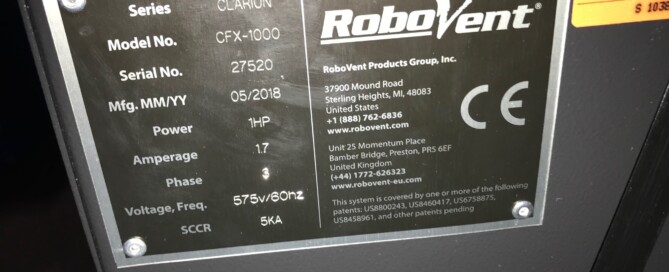 Series CLARION
Model No. CFX-1000
Serial No. 27520
Mfg. MM/YY 05/2018
Power 1HP
Amperage 1.7
Phase 3
Voltage, Freq. 575v/60hz
SCCR 5KA
RoboVent®
RoboVent Products Group, Inc.
37900 Mound Road
Sterling Heights, MI, 48083
United States
+1 (888) 762-6836
www.robovent.com
CE
Unit 25 Momentum Place
Bamber Bridge, Preston, PR5 6EF
United Kingdom
(+44) 1772-626323
www.robovent-eu.com
This system is covered by one or more of the following
patents: US8800243, US8460417, US6758875,
US8458961, and other patents pending
S 1038